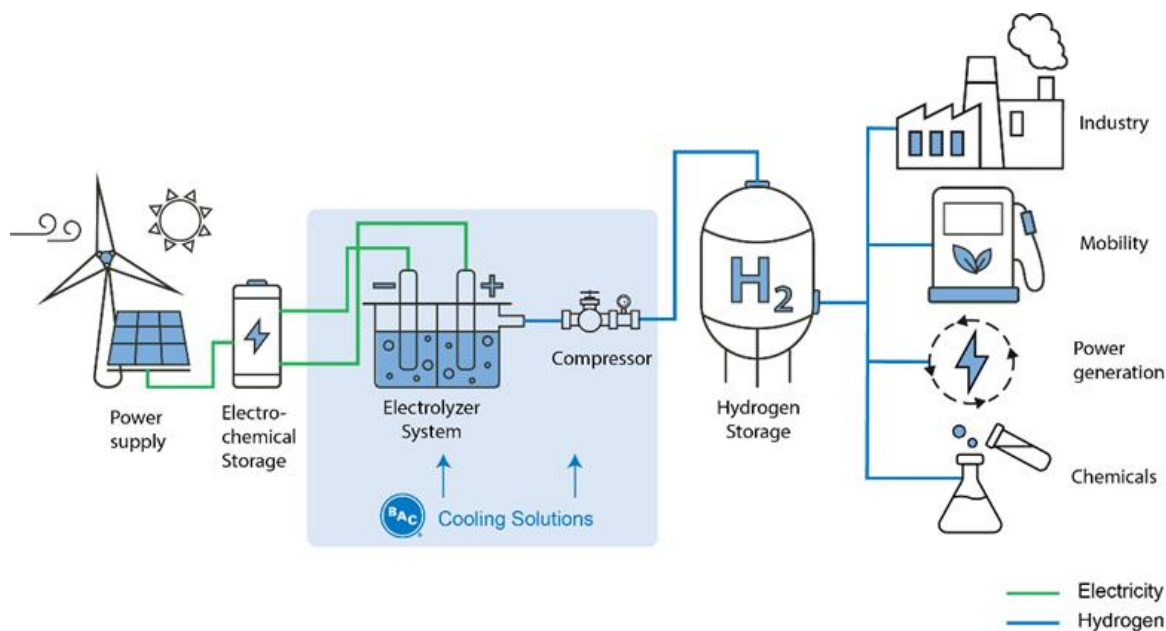 Power
supply
Electro-
chemical
Storage
−
+
Electrolyzer
System
Compressor
BAC
®
Cooling Solutions
H2
Hydrogen
Storage
Industry
Mobility
Power
generation
Chemicals
Electricity
Hydrogen